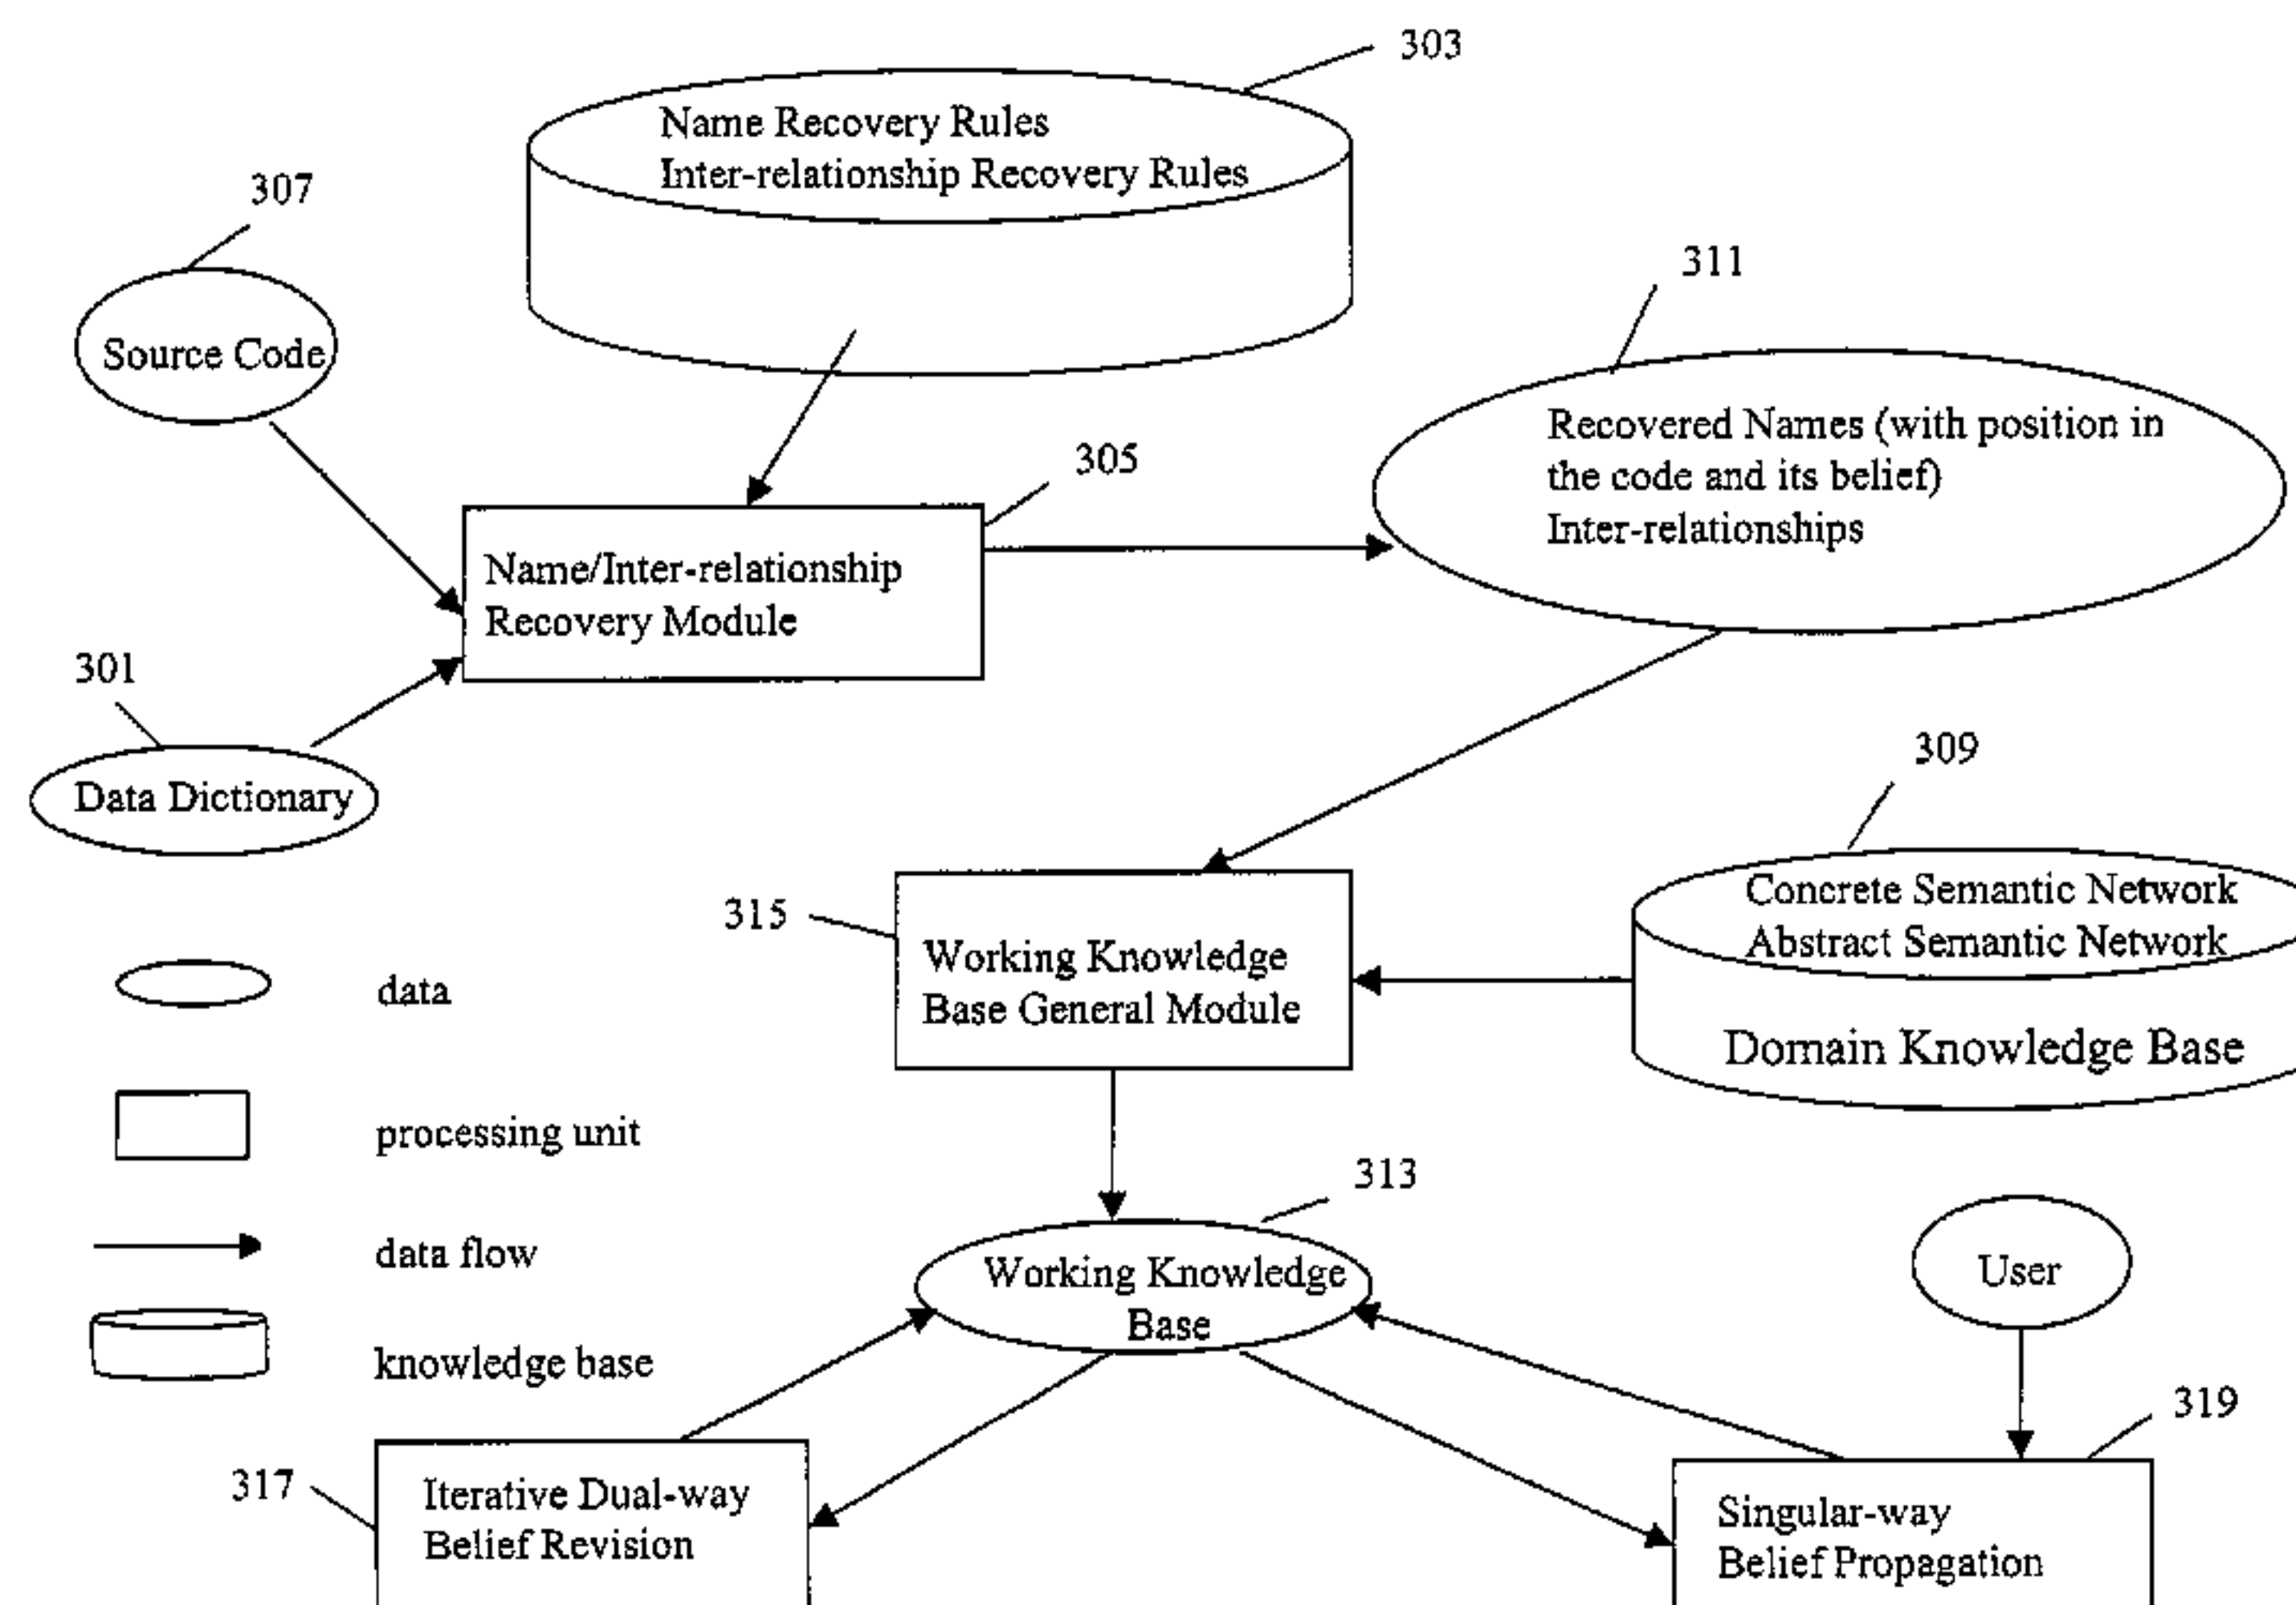 303
Name Recovery Rules
Inter-relationship Recovery Rules
307
Source Code
311
Recovered Names (with position in
the code and its belief)
Inter-relationships
305
Name/Inter-relationship
Recovery Module
301
Data Dictionary
309
Concrete Semantic Network
Abstract Semantic Network
Domain Knowledge Base
315
Working Knowledge
Base General Module
data
processing unit
data flow
knowledge base
313
Working Knowledge
Base
User
317
Iterative Dual-way
Belief Revision
319
Singular-way
Belief Propagation